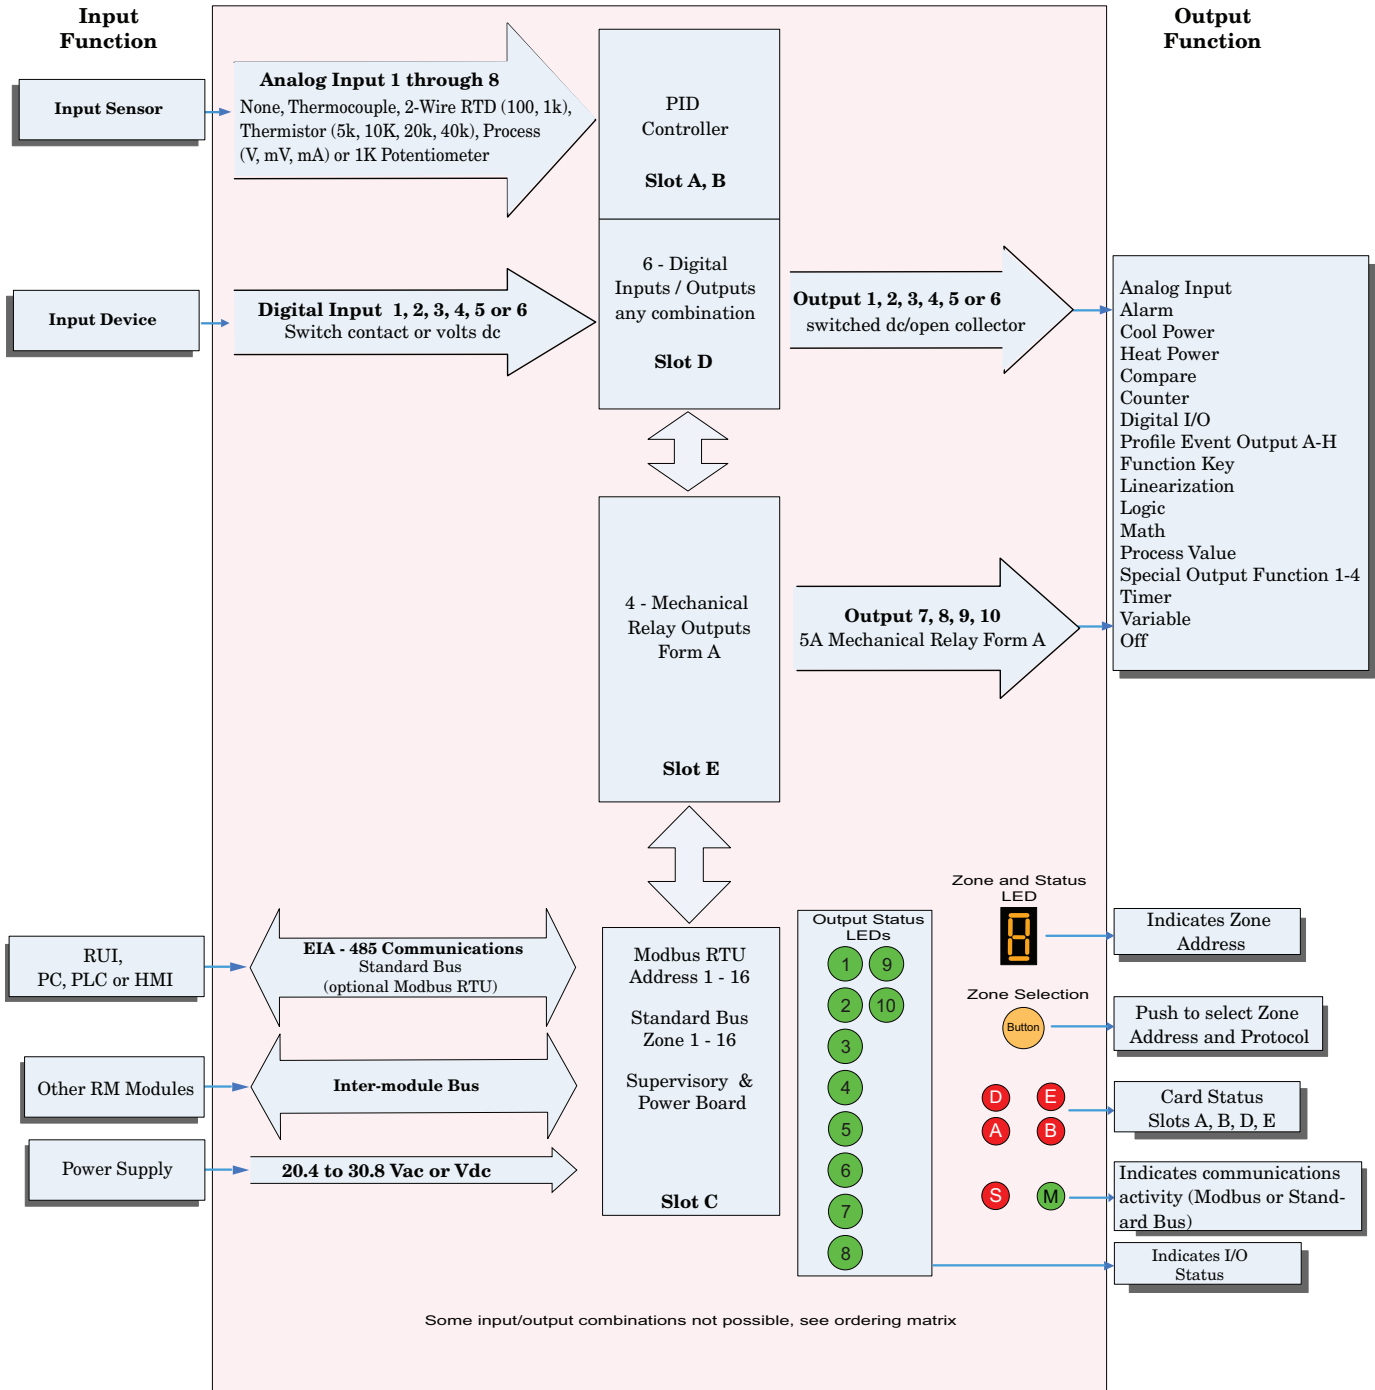 Input
Function
Output
Function
Input Sensor
Analog Input 1 through 8
None, Thermocouple, 2-Wire RTD (100, 1k),
Thermistor (5k, 10K, 20k, 40k), Process
(V, mV, mA) or 1K Potentiometer
PID
Controller
Slot A, B
Input Device
Digital Input 1, 2, 3, 4, 5 or 6
Switch contact or volts dc
6 - Digital
Inputs / Outputs
any combination
Slot D
Output 1, 2, 3, 4, 5 or 6
switched dc/open collector
Analog Input
Alarm
Cool Power
Heat Power
Compare
Counter
Digital I/O
Profile Event Output A-H
Function Key
Linearization
Logic
Math
Process Value
Special Output Function 1-4
Timer
Variable
Off
4 - Mechanical
Relay Outputs
Form A
Slot E
Output 7, 8, 9, 10
5A Mechanical Relay Form A
RUI,
PC, PLC or HMI
EIA - 485 Communications
Standard Bus
(optional Modbus RTU)
Other RM Modules
Inter-module Bus
Power Supply
20.4 to 30.8 Vac or Vdc
Modbus RTU
Address 1 - 16
Standard Bus
Zone 1 - 16
Supervisory &
Power Board
Slot C
Output Status
LEDs
1 9
2 10
3
4
5
6
7
8
Zone and Status
LED
8
Indicates Zone
Address
Zone Selection
Button
Push to select Zone
Address and Protocol
D E
A B
Card Status
Slots A, B, D, E
S M
Indicates communications
activity (Modbus or Stand-
ard Bus)
Indicates I/O
Status
Some input/output combinations not possible, see ordering matrix